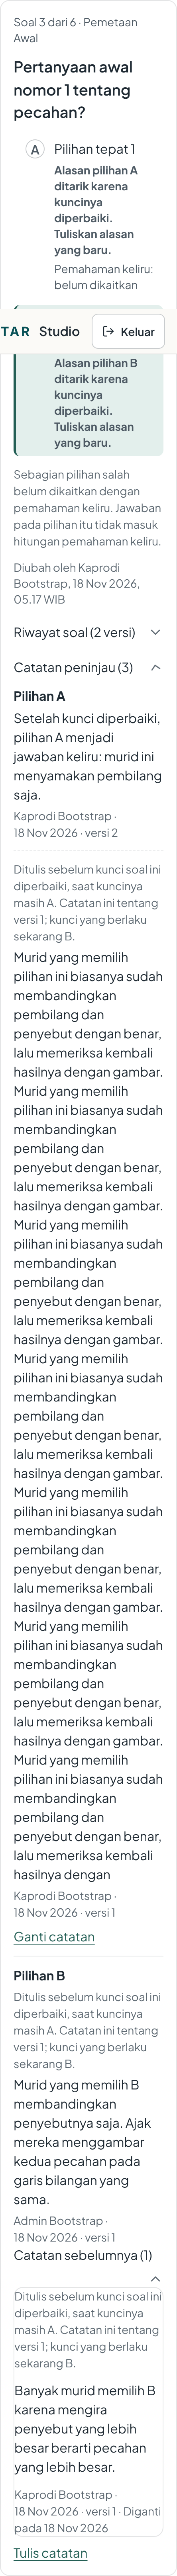 Soal 3 dari 6 · Pemetaan
Awal
Pertanyaan awal
nomor 1 tentang
pecahan?
A
Pilihan tepat 1
Alasan pilihan A
ditarik karena
kuncinya
diperbaiki.
Tuliskan alasan
yang baru.
Pemahaman keliru:
belum dikaitkan
TAR Studio
Keluar
Alasan pilihan B
ditarik karena
kuncinya
diperbaiki.
Tuliskan alasan
yang baru.
Sebagian pilihan salah
belum dikaitkan dengan
pemahaman keliru. Jawaban
pada pilihan itu tidak masuk
hitungan pemahaman keliru.
Diubah oleh Kaprodi
Bootstrap, 18 Nov 2026,
05.17 WIB
Riwayat soal (2 versi)
Catatan peninjau (3)
Pilihan A
Setelah kunci diperbaiki,
pilihan A menjadi
jawaban keliru: murid ini
menyamakan pembilang
saja.
Kaprodi Bootstrap ·
18 Nov 2026 · versi 2
Ditulis sebelum kunci soal ini
diperbaiki, saat kuncinya
masih A. Catatan ini tentang
versi 1; kunci yang berlaku
sekarang B.
Murid yang memilih
pilihan ini biasanya sudah
membandingkan
pembilang dan
penyebut dengan benar,
lalu memeriksa kembali
hasilnya dengan gambar.
Murid yang memilih
pilihan ini biasanya sudah
membandingkan
pembilang dan
penyebut dengan benar,
lalu memeriksa kembali
hasilnya dengan gambar.
Murid yang memilih
pilihan ini biasanya sudah
membandingkan
pembilang dan
penyebut dengan benar,
lalu memeriksa kembali
hasilnya dengan gambar.
Murid yang memilih
pilihan ini biasanya sudah
membandingkan
pembilang dan
penyebut dengan benar,
lalu memeriksa kembali
hasilnya dengan gambar.
Murid yang memilih
pilihan ini biasanya sudah
membandingkan
pembilang dan
penyebut dengan benar,
lalu memeriksa kembali
hasilnya dengan gambar.
Murid yang memilih
pilihan ini biasanya sudah
membandingkan
pembilang dan
penyebut dengan benar,
lalu memeriksa kembali
hasilnya dengan gambar.
Murid yang memilih
pilihan ini biasanya sudah
membandingkan
pembilang dan
penyebut dengan benar,
lalu memeriksa kembali
hasilnya dengan
Kaprodi Bootstrap ·
18 Nov 2026 · versi 1
Ganti catatan
Pilihan B
Ditulis sebelum kunci soal ini
diperbaiki, saat kuncinya
masih A. Catatan ini tentang
versi 1; kunci yang berlaku
sekarang B.
Murid yang memilih B
membandingkan
penyebutnya saja. Ajak
mereka menggambar
kedua pecahan pada
garis bilangan yang
sama.
Admin Bootstrap ·
18 Nov 2026 · versi 1
Catatan sebelumnya (1)
Ditulis sebelum kunci soal ini
diperbaiki, saat kuncinya
masih A. Catatan ini tentang
versi 1; kunci yang berlaku
sekarang B.
Banyak murid memilih B
karena mengira
penyebut yang lebih
besar berarti pecahan
yang lebih besar.
Kaprodi Bootstrap ·
18 Nov 2026 · versi 1 · Diganti
pada 18 Nov 2026
Tulis catatan